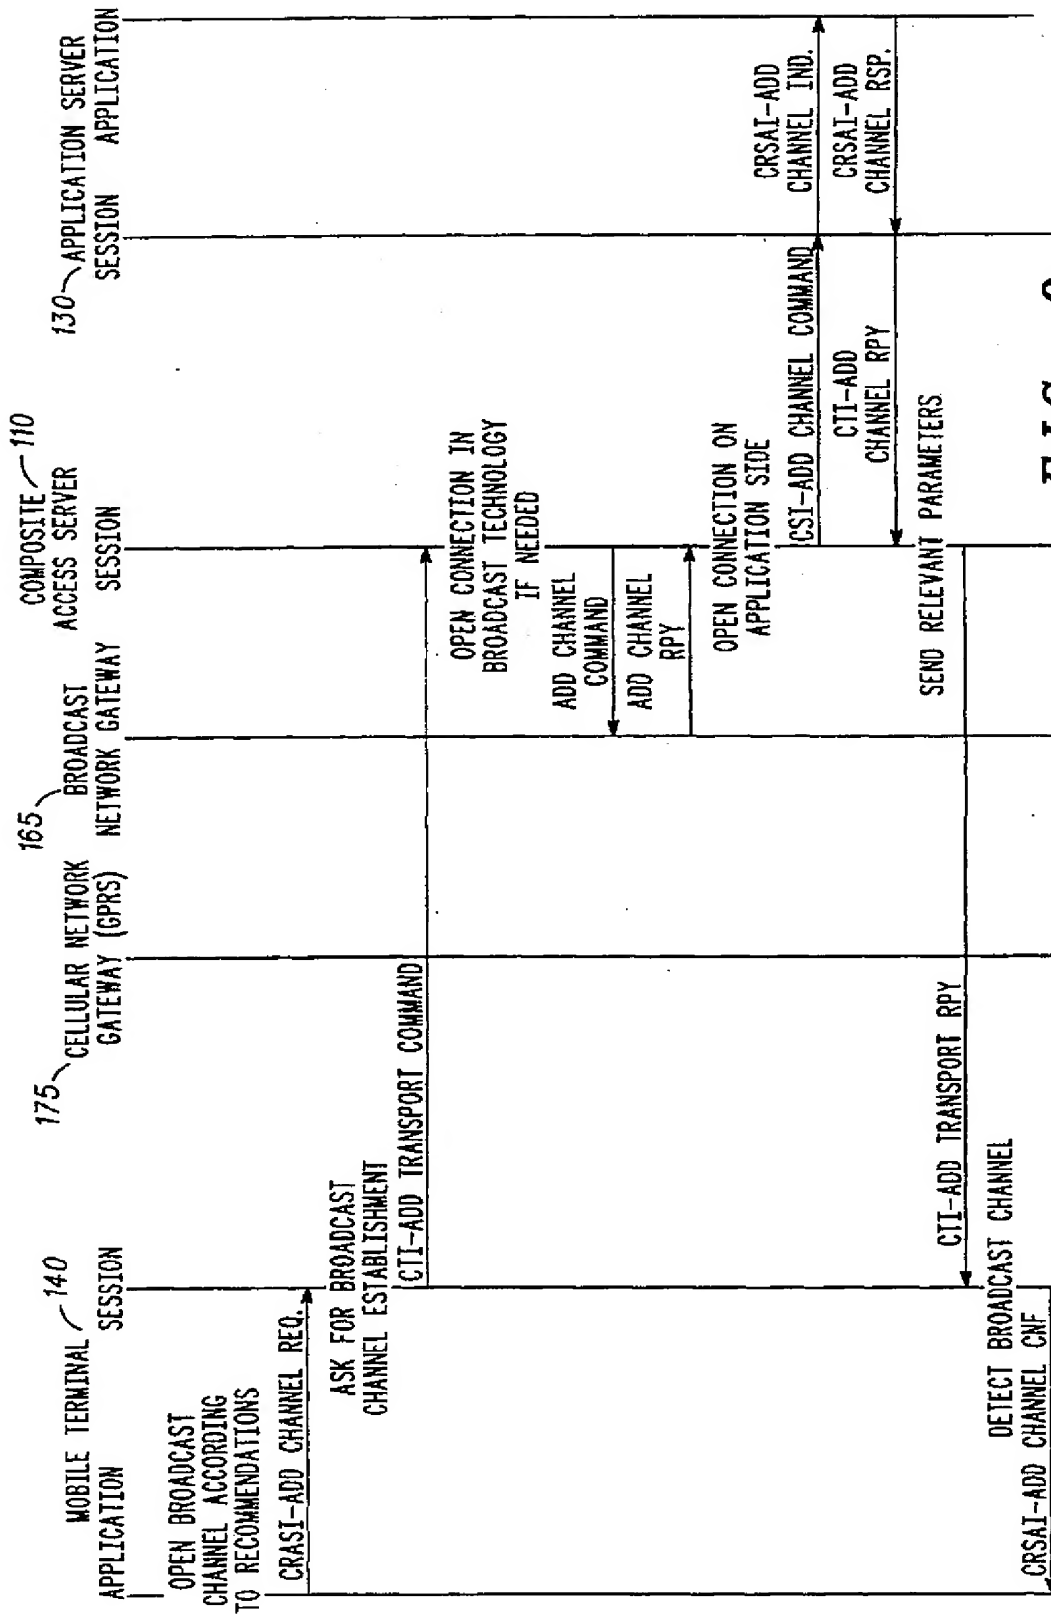 MOBILE TERMINAL 140
APPLICATION SESSION
175 CELLULAR NETWORK
GATEWAY (GPRS)
165 BROADCAST
NETWORK GATEWAY
COMPOSITE 110
ACCESS SERVER
SESSION
130 APPLICATION SERVER
SESSION APPLICATION
OPEN BROADCAST
CHANNEL ACCORDING
TO RECOMMENDATIONS
CRASI-ADD CHANNEL REQ.
ASK FOR BROADCAST
CHANNEL ESTABLISHMENT
CTI-ADD TRANSPORT COMMAND
OPEN CONNECTION IN
BROADCAST TECHNOLOGY
IF NEEDED
ADD CHANNEL
COMMAND
ADD CHANNEL
RPY
OPEN CONNECTION ON
APPLICATION SIDE
CSI-ADD CHANNEL COMMAND
CRSAI-ADD
CHANNEL IND.
CTI-ADD
CHANNEL RPY
CRSAI-ADD
CHANNEL RSP.
SEND RELEVANT PARAMETERS
CTI-ADD TRANSPORT RPY
DETECT BROADCAST CHANNEL
CRSAI-ADD CHANNEL CNF